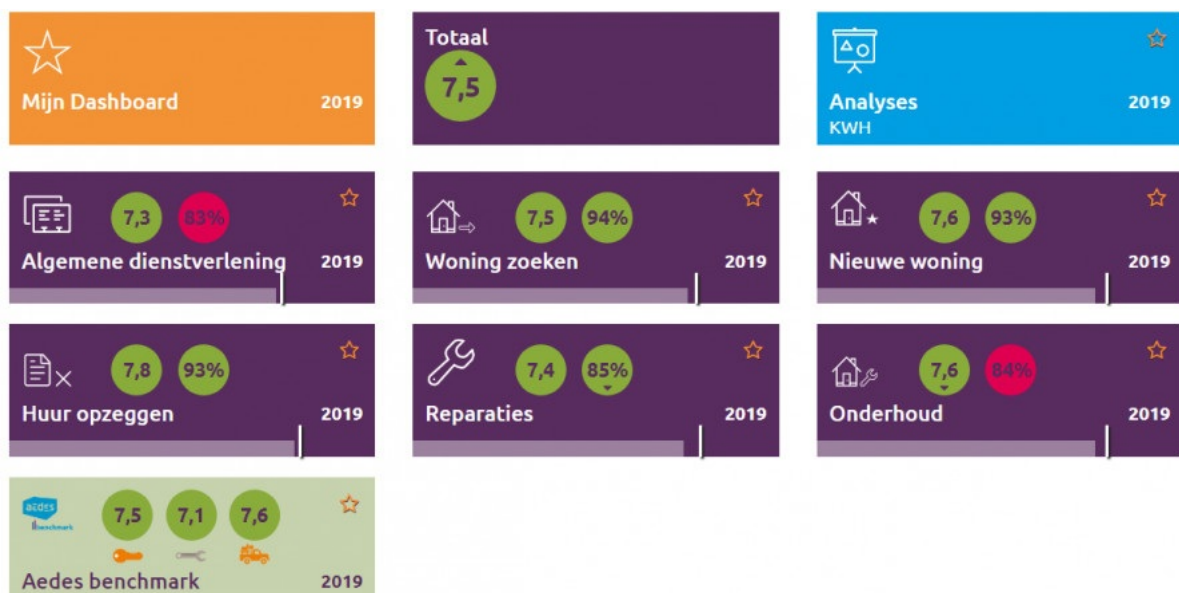 Mijn Dashboard 2019
Totaal
7,5
Analyses 2019
KWH
7,3 83%
Algemene dienstverlening 2019
7,5 94%
Woning zoeken 2019
7,6 93%
Nieuwe woning 2019
7,8 93%
Huur opzeggen 2019
7,4 85%
Reparaties 2019
7,6 84%
Onderhoud 2019
aedes
benchmark
7,5 7,1 7,6
Aedes benchmark 2019